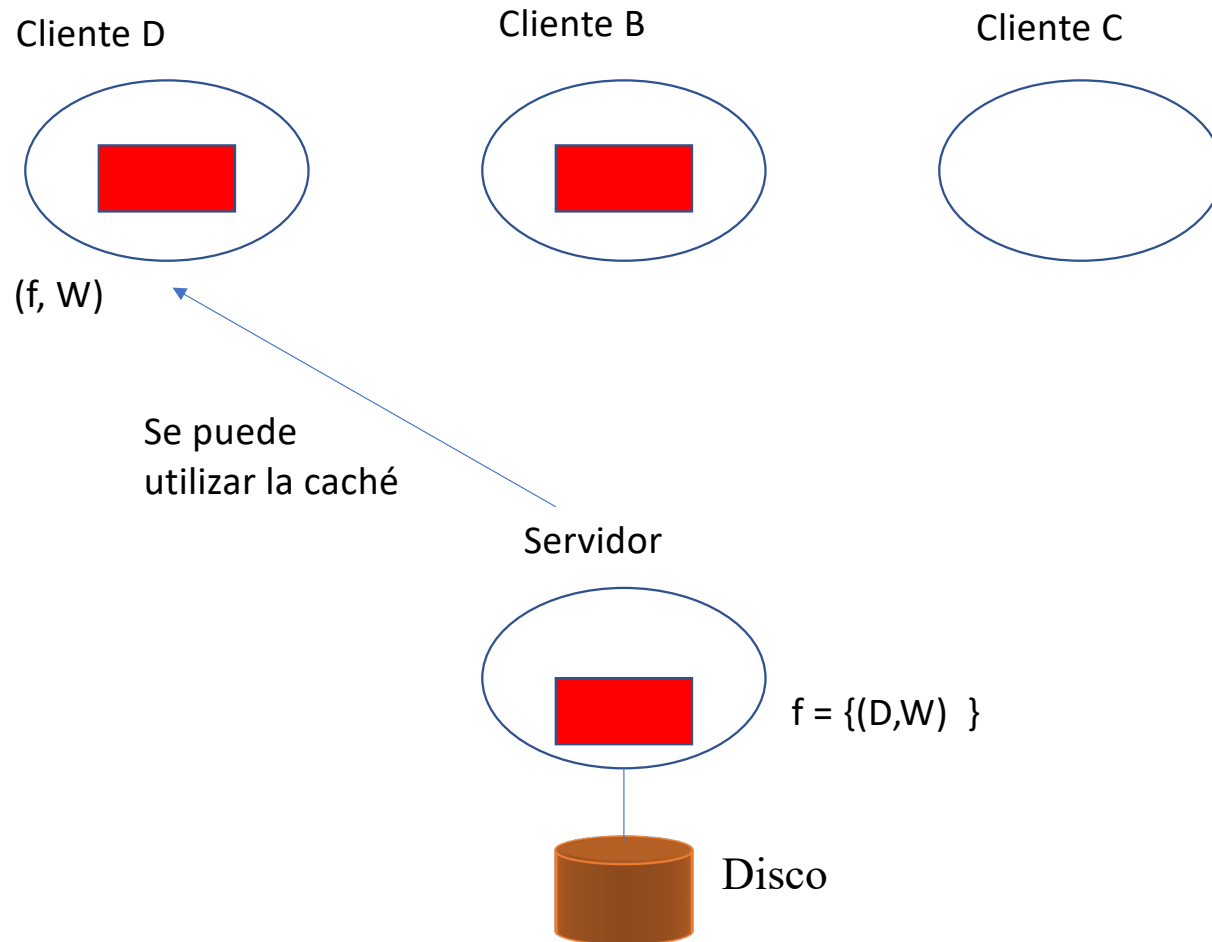 Cliente D
Cliente B
Cliente C
(f, W)
Se puede
utilizar la caché
Servidor
f = {(D,W)  }
Disco